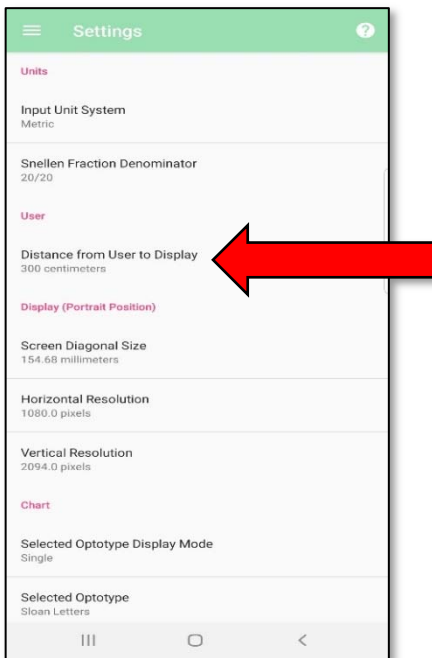 Settings
Units
Input Unit System
Metric
Snellen Fraction Denominator
20/20
User
Distance from User to Display
300 centimeters
Display (Portrait Position)
Screen Diagonal Size
154.68 millimeters
Horizontal Resolution
1080.0 pixels
Vertical Resolution
2094.0 pixels
Chart
Selected Optotype Display Mode
Single
Selected Optotype
Sloan Letters